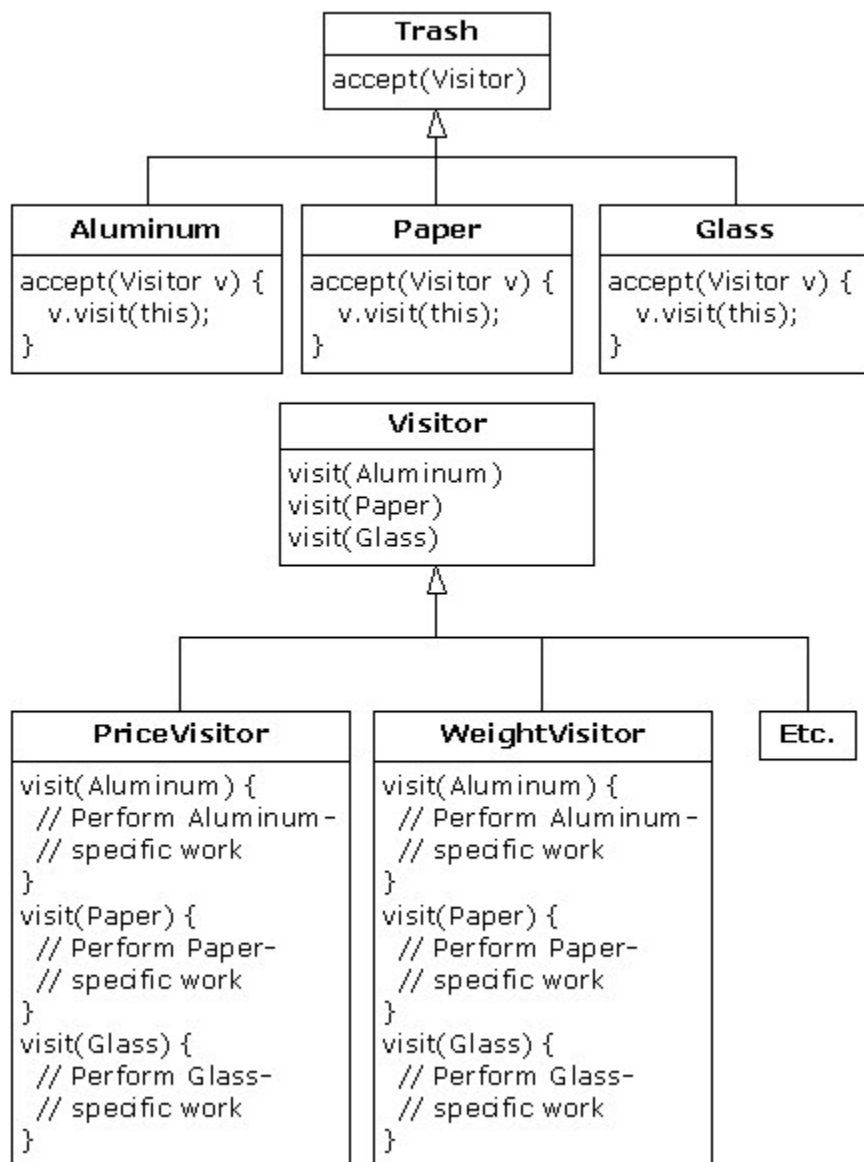 Trash
accept(Visitor)
Aluminum
accept(Visitor v) {
v.visit(this);
}
Paper
accept(Visitor v) {
v.visit(this);
}
Glass
accept(Visitor v) {
v.visit(this);
}
Visitor
visit(Aluminum)
visit(Paper)
visit(Glass)
PriceVisitor
visit(Aluminum) {
// Perform Aluminum-
// specific work
}
visit(Paper) {
// Perform Paper-
// specific work
}
visit(Glass) {
// Perform Glass-
// specific work
}
WeightVisitor
visit(Aluminum) {
// Perform Aluminum-
// specific work
}
visit(Paper) {
// Perform Paper-
// specific work
}
visit(Glass) {
// Perform Glass-
// specific work
}
Etc.